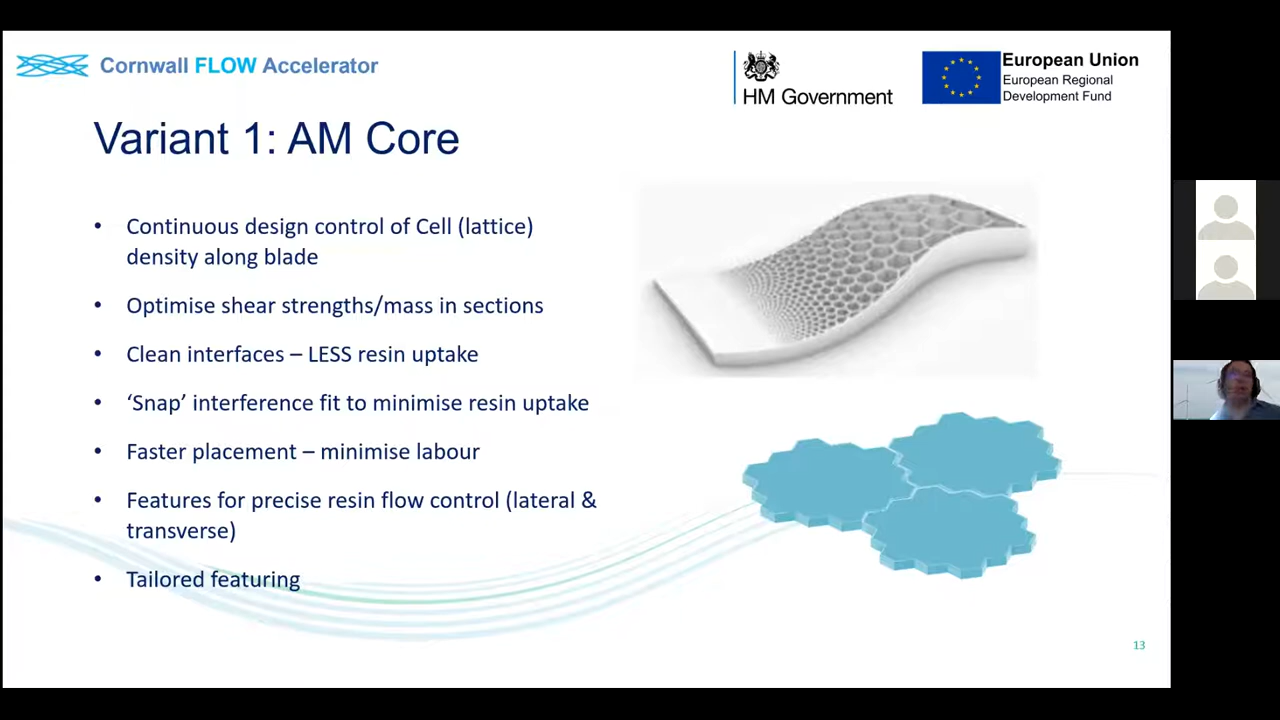 Cornwall FLOW Accelerator
HM Government
European Union
European Regional
Development Fund
Variant 1: AM Core
• Continuous design control of Cell (lattice)
density along blade
• Optimise shear strengths/mass in sections
• Clean interfaces – LESS resin uptake
• ‘Snap’ interference fit to minimise resin uptake
• Faster placement – minimise labour
• Features for precise resin flow control (lateral &
transverse)
• Tailored featuring
13